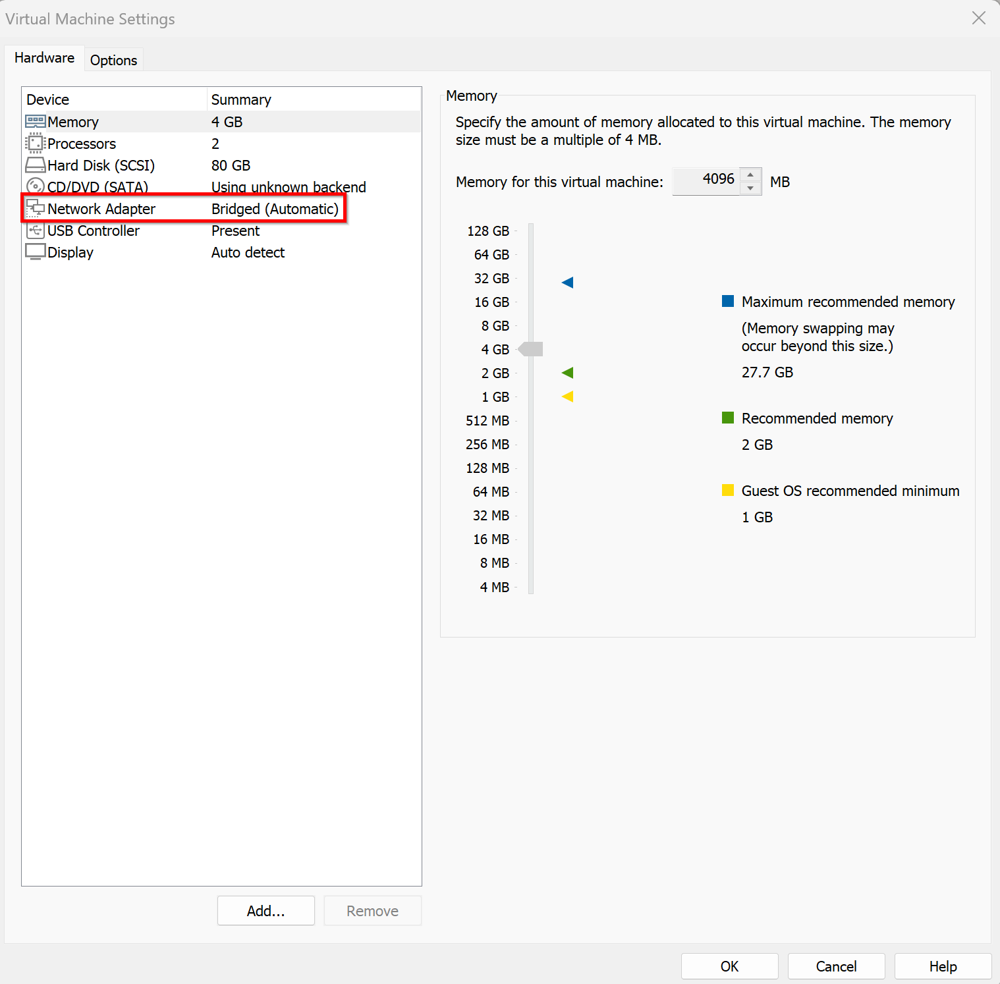 Virtual Machine Settings
Hardware
Options
Device Summary
Memory 4 GB
Processors 2
Hard Disk (SCSI) 80 GB
CD/DVD (SATA) Using unknown backend
Network Adapter Bridged (Automatic)
USB Controller Present
Display Auto detect
Add...
Remove
Memory
Specify the amount of memory allocated to this virtual machine. The memory
size must be a multiple of 4 MB.
Memory for this virtual machine: 4096 MB
128 GB
64 GB
32 GB
16 GB
8 GB
4 GB
2 GB
1 GB
512 MB
256 MB
128 MB
64 MB
32 MB
16 MB
8 MB
4 MB
Maximum recommended memory
(Memory swapping may
occur beyond this size.)
27.7 GB
Recommended memory
2 GB
Guest OS recommended minimum
1 GB
OK
Cancel
Help